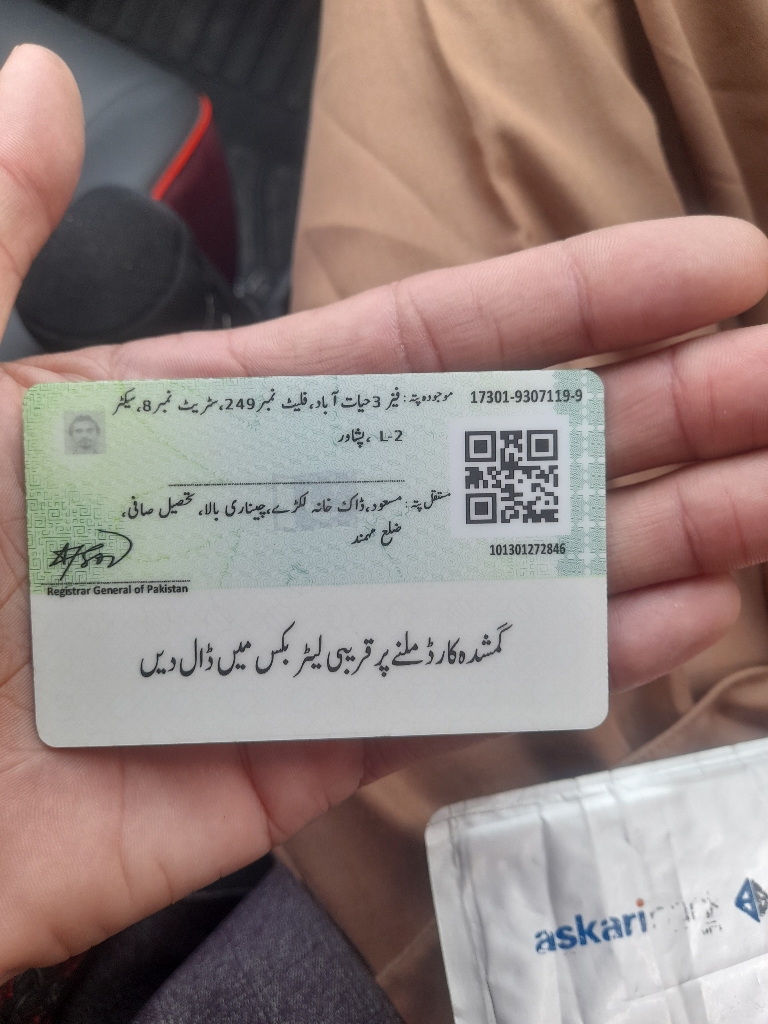 17301-9307119-9
موجودہ پتہ: فیز 3 حیات آباد، فلیٹ نمبر 249، سٹریٹ نمبر 8، سیکٹر
L-2 ، پشاور
مستقل پتہ: مسعود، ڈاک خانہ لکڑے، چیناری بالا، تحصیل صافی،
ضلع مہمند
101301272846
Registrar General of Pakistan
گمشدہ کارڈ ملنے پر قریبی لیٹر بکس میں ڈال دیں
askari